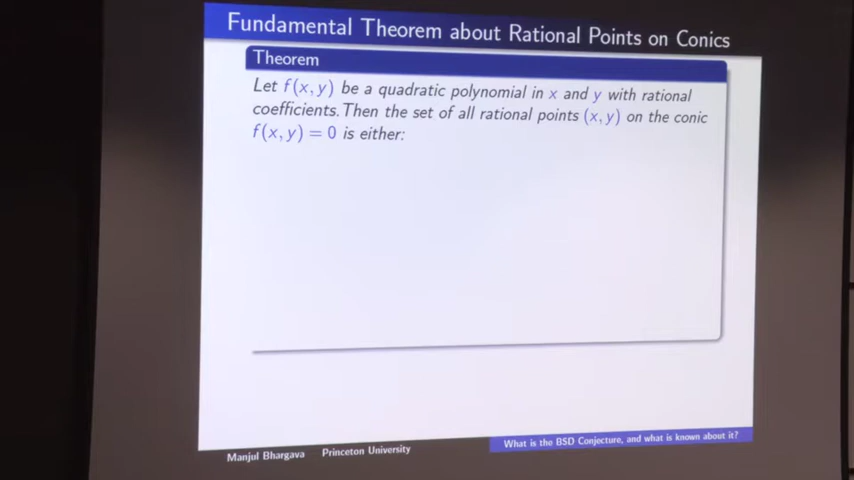 Fundamental Theorem about Rational Points on Conics
Theorem
Let f(x, y) be a quadratic polynomial in x and y with rational
coefficients. Then the set of all rational points (x, y) on the conic
f(x, y) = 0 is either:
Manjul Bhargava Princeton University
What is the BSD Conjecture, and what is known about it?